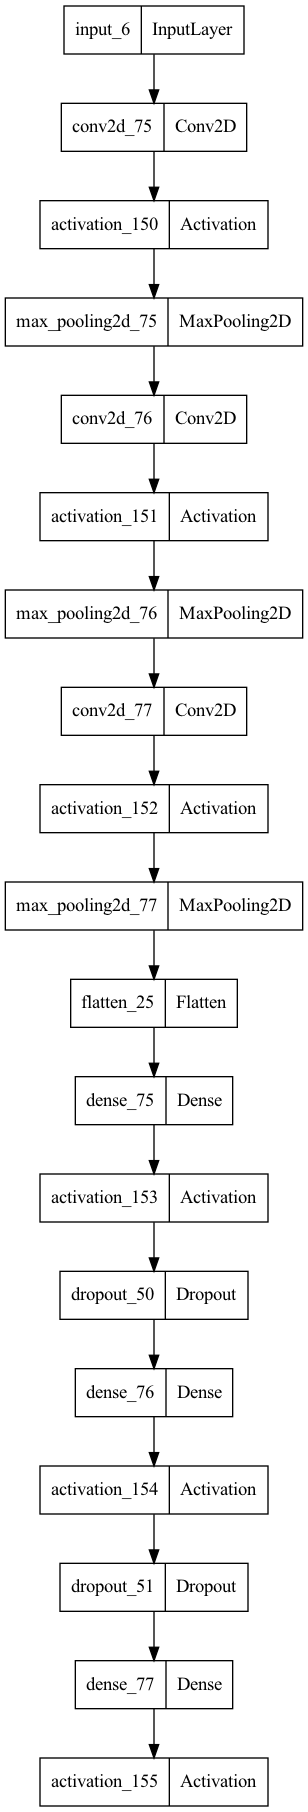 input_6 InputLayer
conv2d_75 Conv2D
activation_150 Activation
max_pooling2d_75 MaxPooling2D
conv2d_76 Conv2D
activation_151 Activation
max_pooling2d_76 MaxPooling2D
conv2d_77 Conv2D
activation_152 Activation
max_pooling2d_77 MaxPooling2D
flatten_25 Flatten
dense_75 Dense
activation_153 Activation
dropout_50 Dropout
dense_76 Dense
activation_154 Activation
dropout_51 Dropout
dense_77 Dense
activation_155 Activation